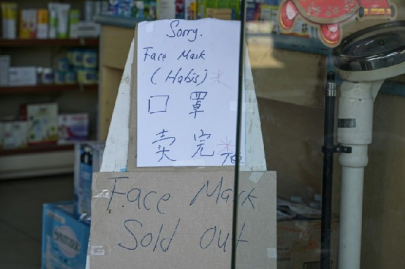 Sorry.
Face Mask
(Habis)
口罩
卖完
Face Mask
Sold Out